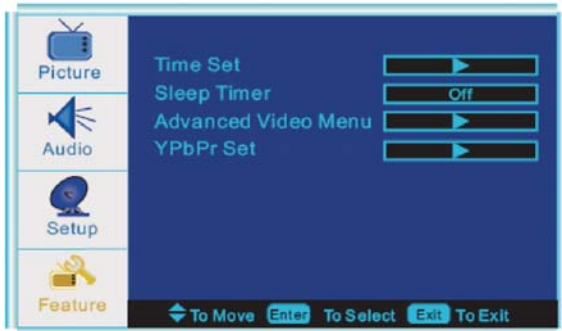 Picture
Audio
Setup
Feature
Time Set
Sleep Timer Off
Advanced Video Menu
YPbPr Set
To Move Enter To Select Exit To Exit